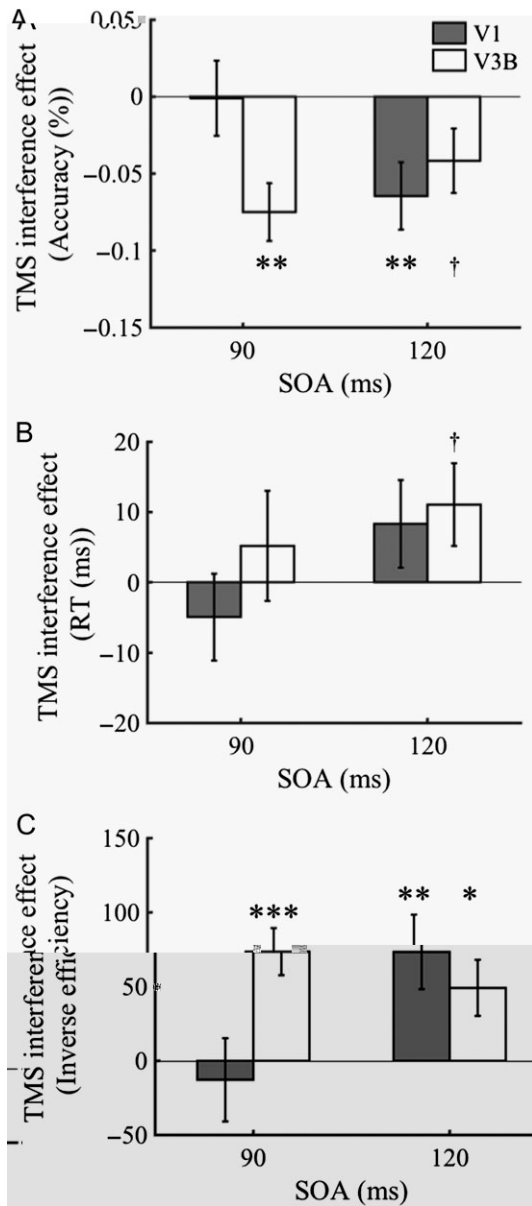 A
TMS interference effect
(Accuracy (%))
0.05
0
−0.05
−0.1
−0.15
V1
V3B
**
**
†
90
120
SOA (ms)
B
TMS interference effect
(RT (ms))
20
10
0
−10
−20
†
90
120
SOA (ms)
C
TMS interference effect
(Inverse efficiency)
150
100
50
0
−50
***
**
*
90
120
SOA (ms)